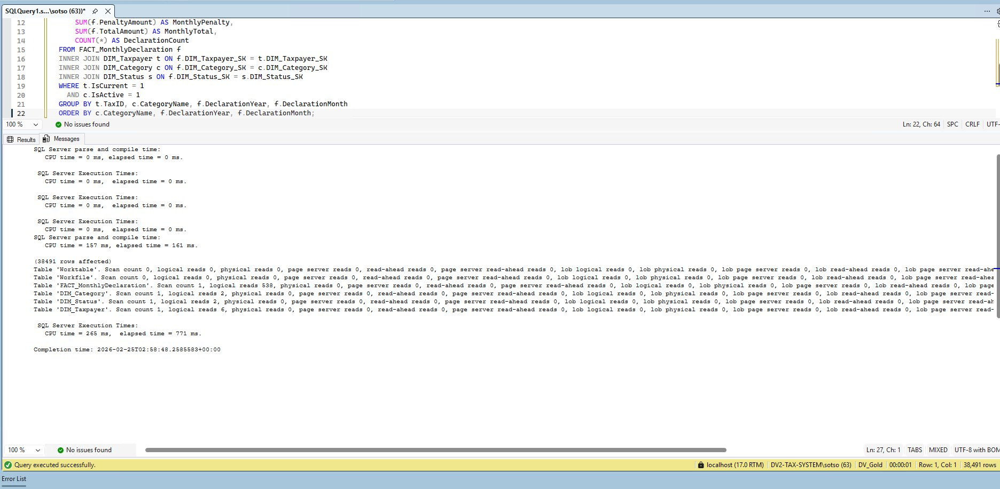 SQLQuery1.s...\sotso (63))*
12 SUM(f.PenaltyAmount) AS MonthlyPenalty,
13 SUM(f.TotalAmount) AS MonthlyTotal,
14 COUNT(*) AS DeclarationCount
15 FROM FACT_MonthlyDeclaration f
16 INNER JOIN DIM_Taxpayer t ON f.DIM_Taxpayer_SK = t.DIM_Taxpayer_SK
17 INNER JOIN DIM_Category c ON f.DIM_Category_SK = c.DIM_Category_SK
18 INNER JOIN DIM_Status s ON f.DIM_Status_SK = s.DIM_Status_SK
19 WHERE t.IsCurrent = 1
20 AND c.IsActive = 1
21 GROUP BY t.TaxID, c.CategoryName, f.DeclarationYear, f.DeclarationMonth
22 ORDER BY c.CategoryName, f.DeclarationYear, f.DeclarationMonth;
100 % No issues found Ln: 22, Ch: 64 SPC CRLF UTF-
Results Messages
SQL Server parse and compile time:
CPU time = 0 ms, elapsed time = 0 ms.
SQL Server Execution Times:
CPU time = 0 ms, elapsed time = 0 ms.
SQL Server Execution Times:
CPU time = 0 ms, elapsed time = 0 ms.
SQL Server Execution Times:
CPU time = 0 ms, elapsed time = 0 ms.
SQL Server parse and compile time:
CPU time = 157 ms, elapsed time = 161 ms.
(38491 rows affected)
Table 'Worktable'. Scan count 0, logical reads 0, physical reads 0, page server reads 0, read-ahead reads 0, page server read-ahead reads 0, lob logical reads 0, lob physical reads 0, lob page server reads 0, lob read-ahead reads 0, lob page server read-ahe
Table 'Workfile'. Scan count 0, logical reads 0, physical reads 0, page server reads 0, read-ahead reads 0, page server read-ahead reads 0, lob logical reads 0, lob physical reads 0, lob page server reads 0, lob read-ahead reads 0, lob page server read-ahea
Table 'FACT_MonthlyDeclaration'. Scan count 1, logical reads 538, physical reads 0, page server reads 0, read-ahead reads 0, page server read-ahead reads 0, lob logical reads 0, lob physical reads 0, lob page server reads 0, lob read-ahead reads 0, lob page
Table 'DIM_Category'. Scan count 1, logical reads 2, physical reads 0, page server reads 0, read-ahead reads 0, page server read-ahead reads 0, lob logical reads 0, lob physical reads 0, lob page server reads 0, lob read-ahead reads 0, lob page server read-
Table 'DIM_Status'. Scan count 1, logical reads 2, physical reads 0, page server reads 0, read-ahead reads 0, page server read-ahead reads 0, lob logical reads 0, lob physical reads 0, lob page server reads 0, lob read-ahead reads 0, lob page server read-ah
Table 'DIM_Taxpayer'. Scan count 1, logical reads 6, physical reads 0, page server reads 0, read-ahead reads 0, page server read-ahead reads 0, lob logical reads 0, lob physical reads 0, lob page server reads 0, lob read-ahead reads 0, lob page server read-
SQL Server Execution Times:
CPU time = 265 ms, elapsed time = 771 ms.
Completion time: 2026-02-25T02:58:48.2585583+00:00
100 % No issues found Ln: 27, Ch: 1 TABS MIXED UTF-8 with BOM
Query executed successfully. localhost (17.0 RTM) DV2-TAX-SYSTEM\sotso (63) DV_Gold 00:00:01 Row: 1, Col: 1 38,491 rows
Error List